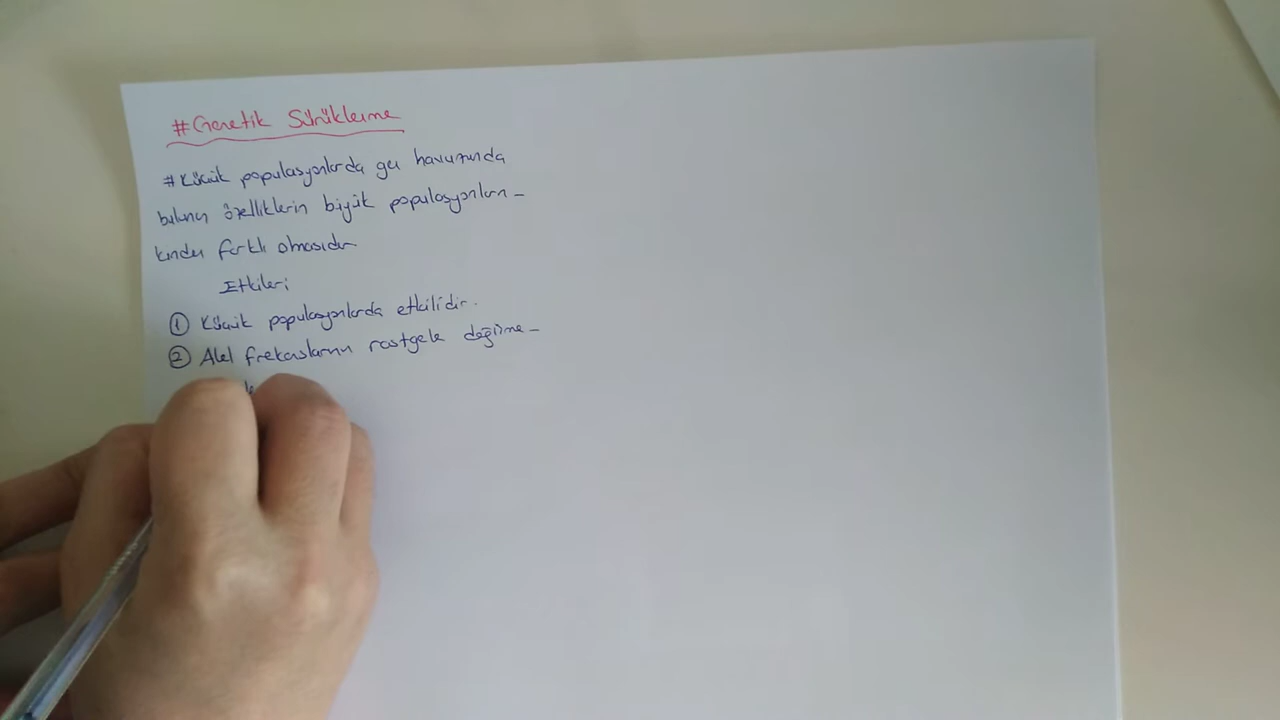 #Genetik Sürüklenme
#Küçük populasyonlarda gen havuzunda
bulunan özelliklerin büyük populasyonların-
kinden farklı olmasıdır
Etkileri
① Küçük populasyonlarda etkilidir.
② Alel frekanslarının rastgele değişme-